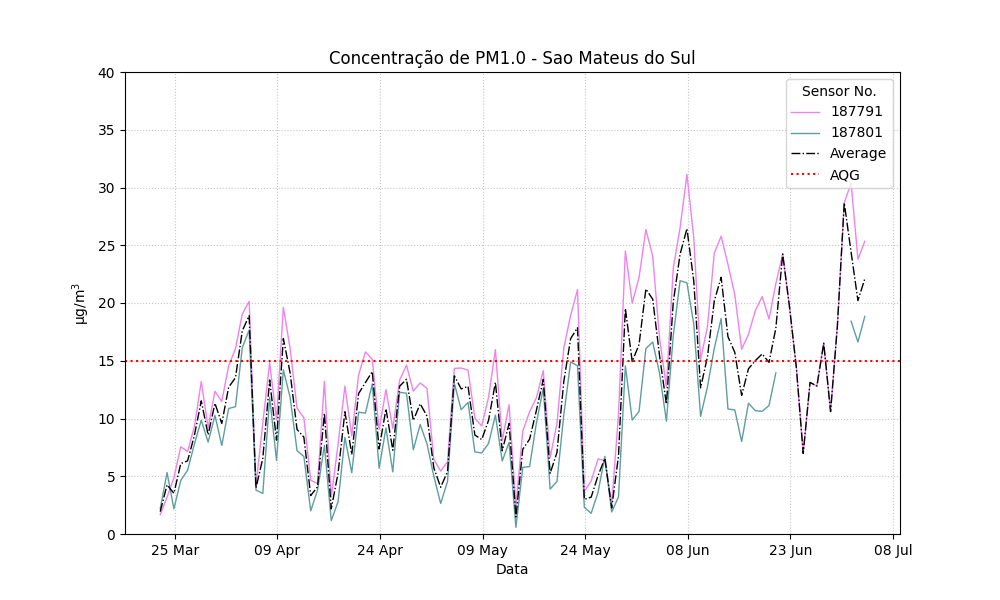 Concentração de PM1.0 - Sao Mateus do Sul
40
35
30
25
20
15
10
5
0
µg/m³
Sensor No.
187791
187801
Average
AQG
25 Mar
09 Apr
24 Apr
09 May
24 May
08 Jun
23 Jun
08 Jul
Data